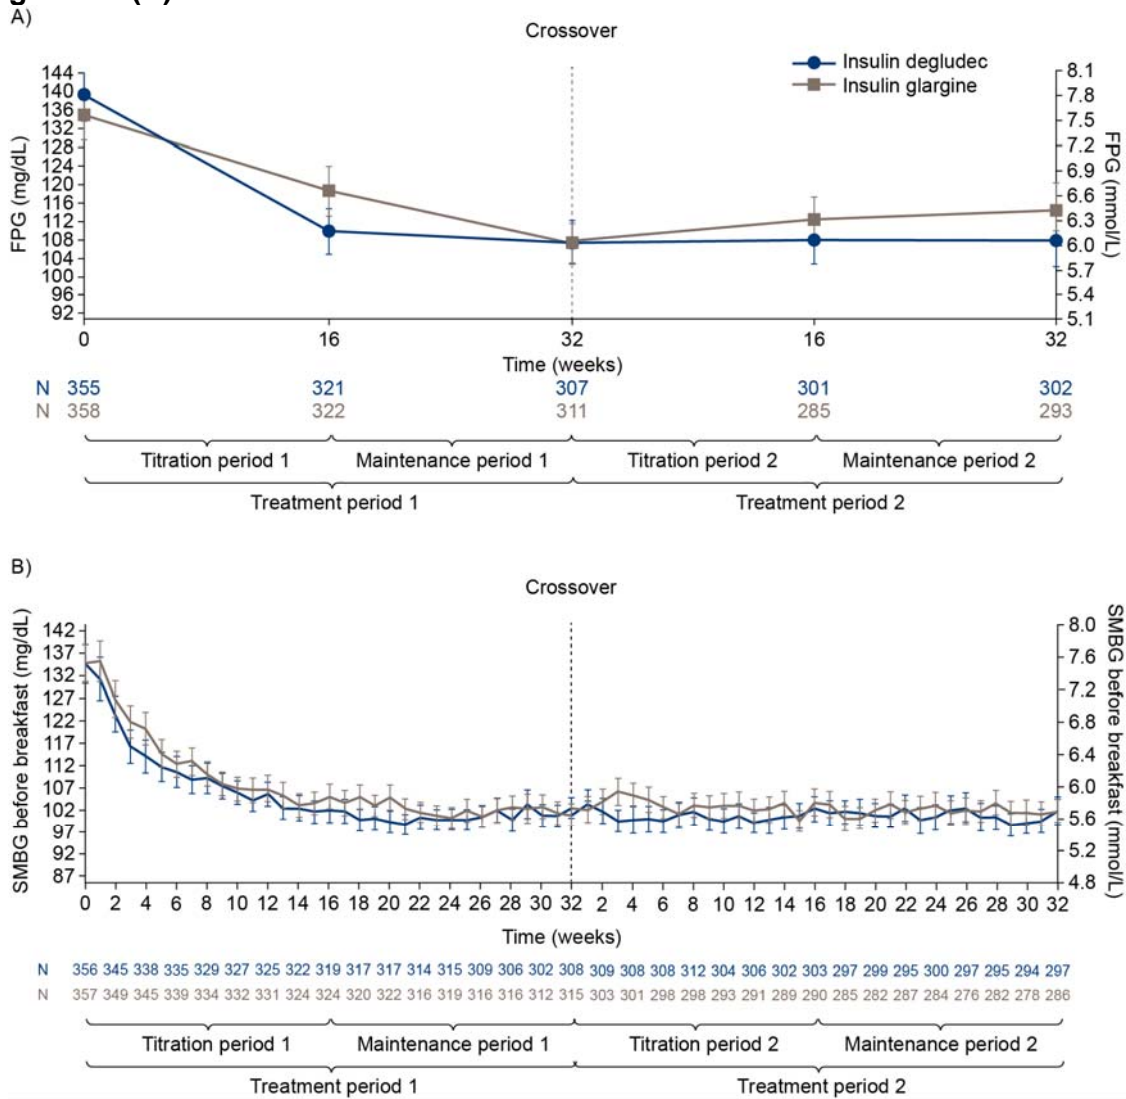 A)
Crossover
Insulin degludec
Insulin glargine
FPG (mg/dL)
144
140
136
132
128
124
120
116
112
108
104
100
96
92
8.1
7.8
7.5
7.2
6.9
6.6
6.3
6.0
5.7
5.4
5.1
FPG (mmol/L)
0 16 32 16 32
Time (weeks)
N 355 321 307 301 302
N 358 322 311 285 293
Titration period 1 Maintenance period 1 Titration period 2 Maintenance period 2
Treatment period 1 Treatment period 2
B)
Crossover
SMBG before breakfast (mg/dL)
142
137
132
127
122
117
112
107
102
97
92
87
8.0
7.6
7.2
6.8
6.4
6.0
5.6
5.2
4.8
SMBG before breakfast (mmol/L)
0 2 4 6 8 10 12 14 16 18 20 22 24 26 28 30 32 2 4 6 8 10 12 14 16 18 20 22 24 26 28 30 32
Time (weeks)
N 356 345 338 335 329 327 325 322 319 317 317 314 315 309 306 302 308 309 308 308 312 304 306 302 303 297 299 295 300 297 295 294 297
N 357 349 345 339 334 332 331 324 324 320 322 316 319 316 316 312 315 303 301 298 298 293 291 289 290 285 282 287 284 276 282 278 286
Titration period 1 Maintenance period 1 Titration period 2 Maintenance period 2
Treatment period 1 Treatment period 2